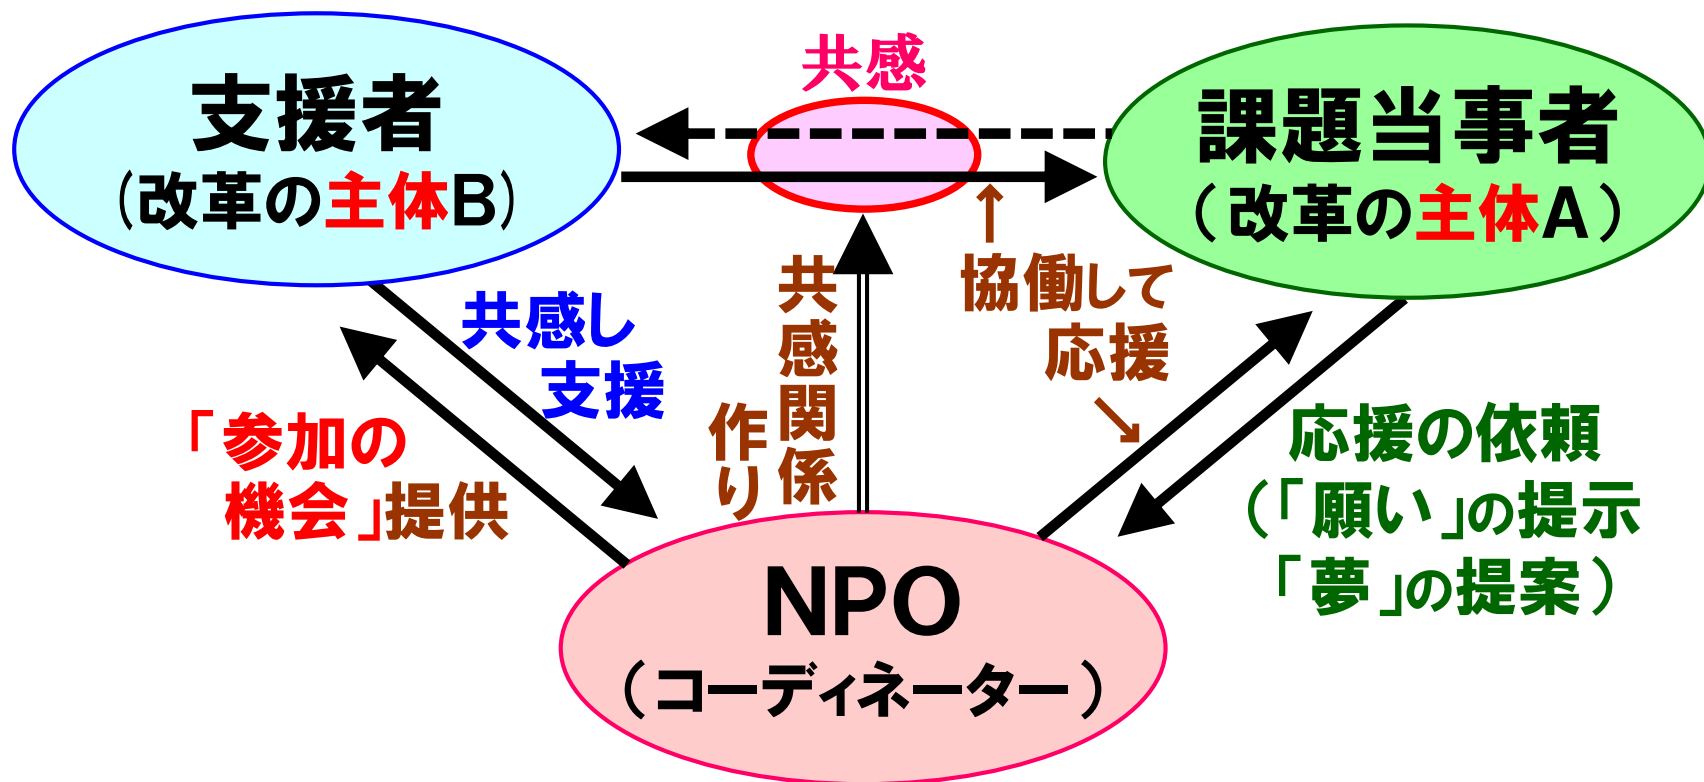 共感
支援者
(改革の主体B)
課題当事者
(改革の主体A)
↑
協働して
応援
↘
共感し
支援
共感関係
作り
「参加の
機会」提供
応援の依頼
(「願い」の提示
「夢」の提案)
NPO
(コーディネーター)